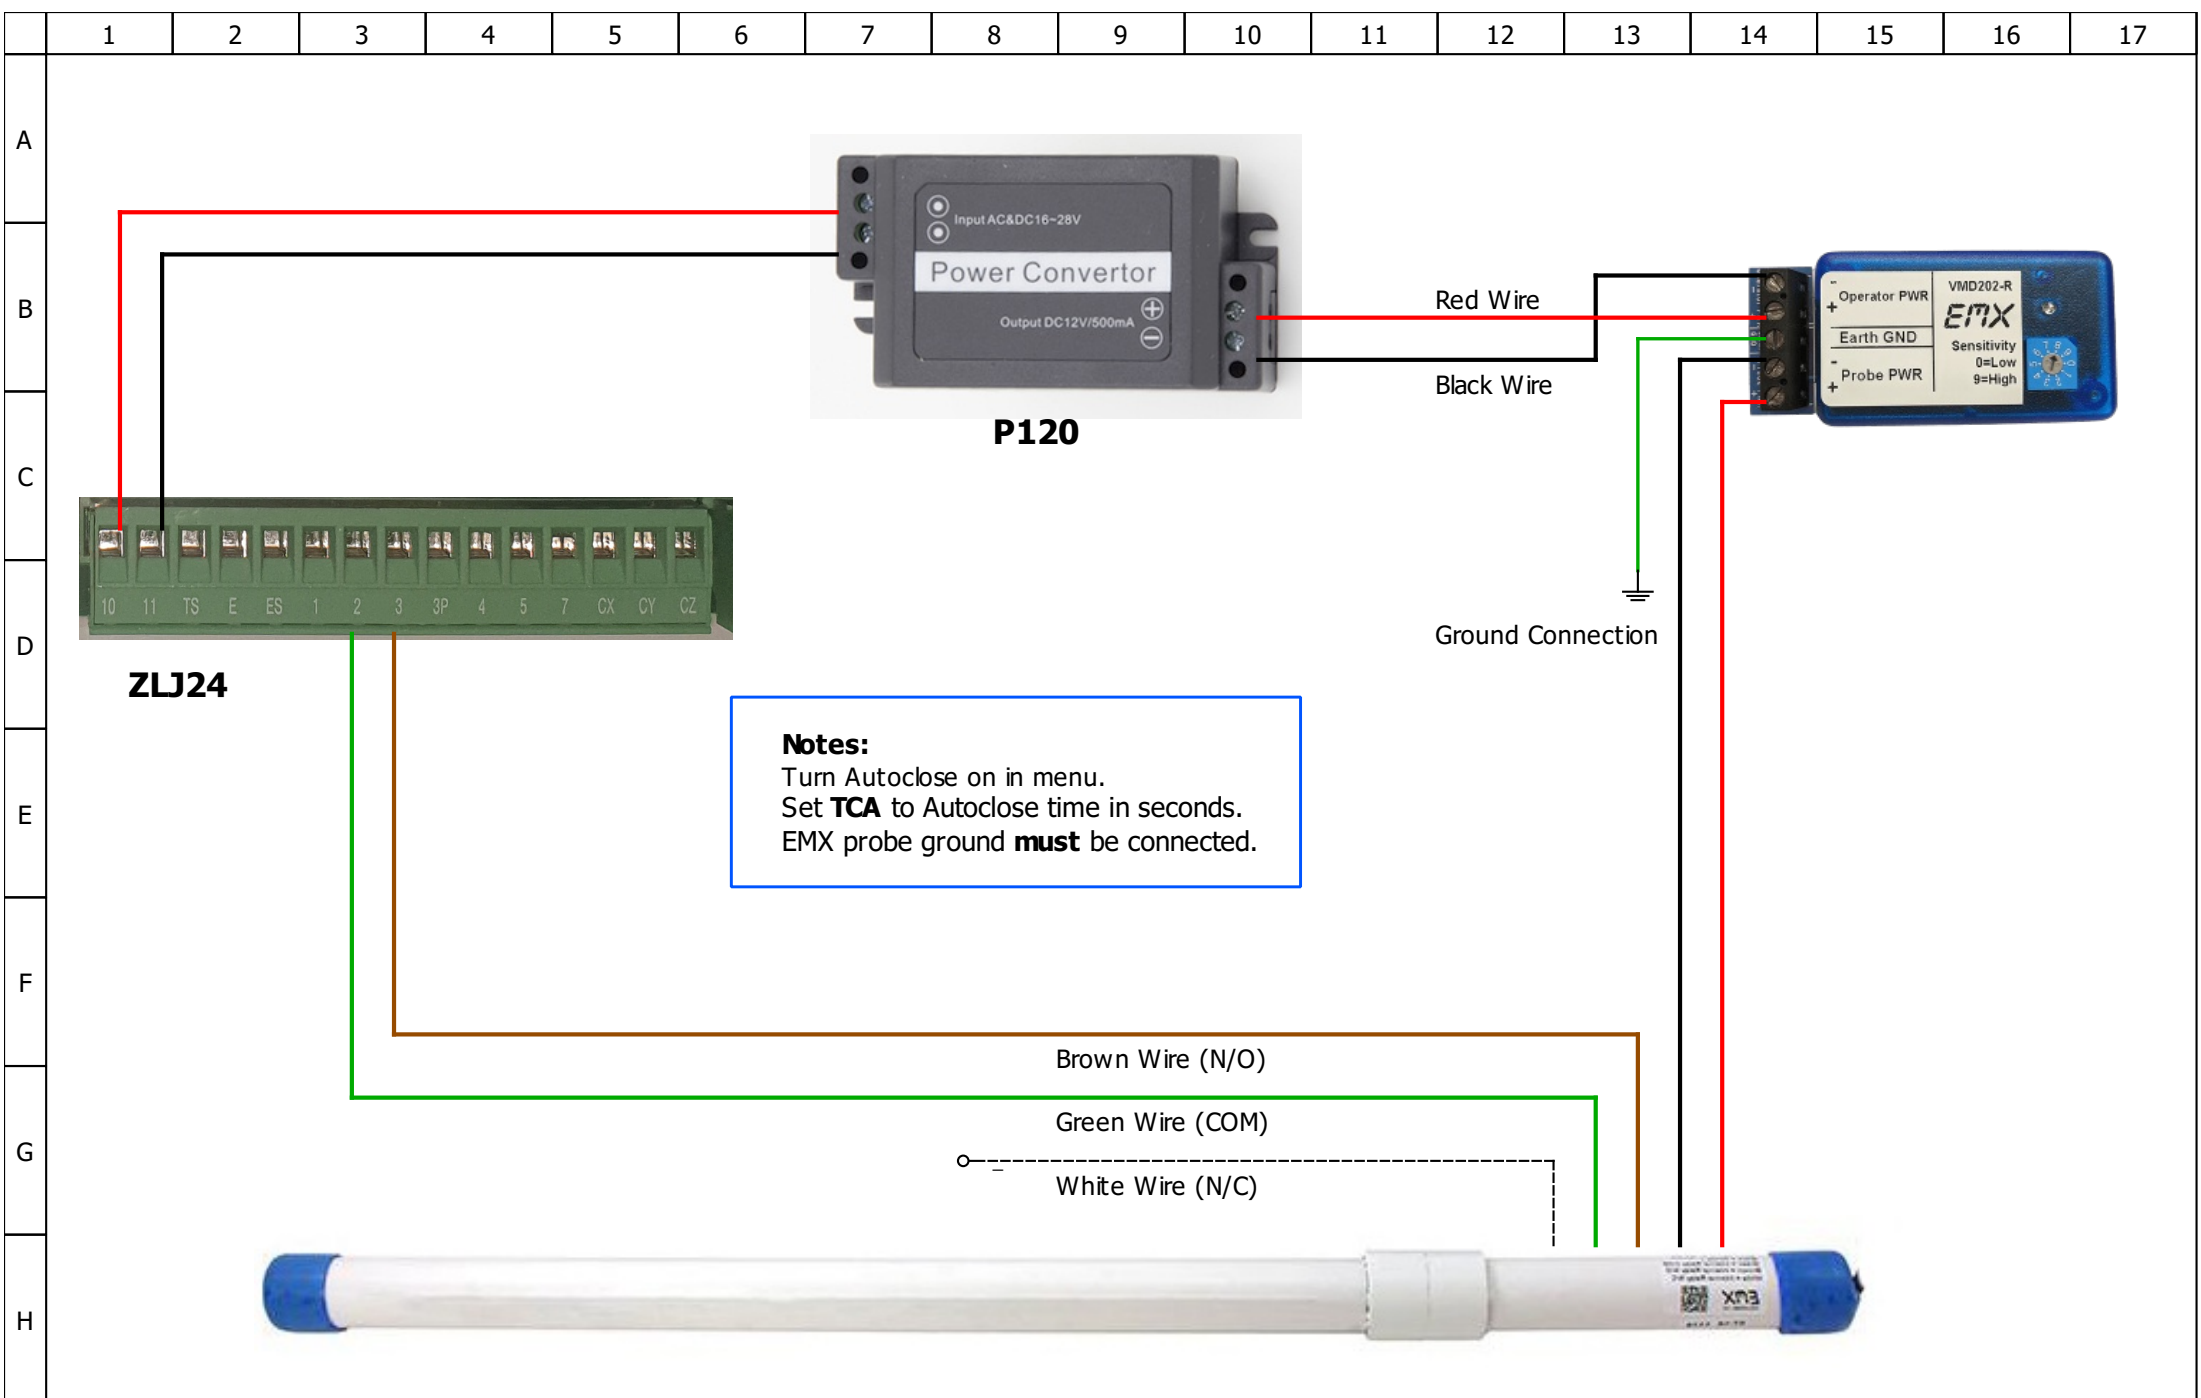 1 2 3 4 5 6 7 8 9 10 11 12 13 14 15 16 17
A
B
C
D
E
F
G
H
Input AC&DC16~28V
Power Convertor
Output DC12V/500mA
P120
Red Wire
Black Wire
- Operator PWR
+
Earth GND
- Probe PWR
+
VMD202-R
EMX
Sensitivity
0=Low
9=High
10 11 TS E ES 1 2 3 3P 4 5 7 CX CY CZ
ZLJ24
Ground Connection
Notes:
Turn Autoclose on in menu.
Set TCA to Autoclose time in seconds.
EMX probe ground must be connected.
Brown Wire (N/O)
Green Wire (COM)
White Wire (N/C)
EMX